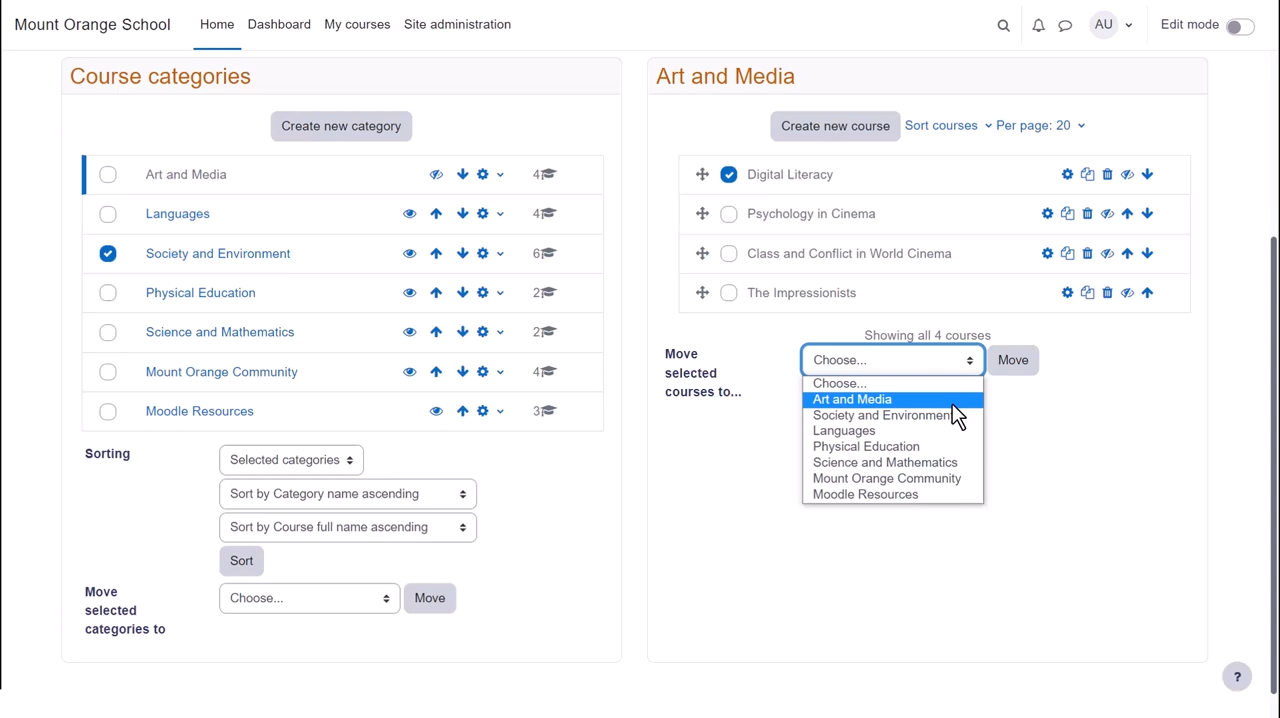 Mount Orange School Home Dashboard My courses Site administration AU Edit mode
Course categories
Create new category
Art and Media 4
Languages 4
Society and Environment 6
Physical Education 2
Science and Mathematics 2
Mount Orange Community 4
Moodle Resources 3
Sorting
Selected categories
Sort by Category name ascending
Sort by Course full name ascending
Sort
Move
selected
categories to
Choose... Move
Art and Media
Create new course Sort courses Per page: 20
Digital Literacy
Psychology in Cinema
Class and Conflict in World Cinema
The Impressionists
Showing all 4 courses
Move
selected
courses to...
Choose... Move
Choose...
Art and Media
Society and Environment
Languages
Physical Education
Science and Mathematics
Mount Orange Community
Moodle Resources
?